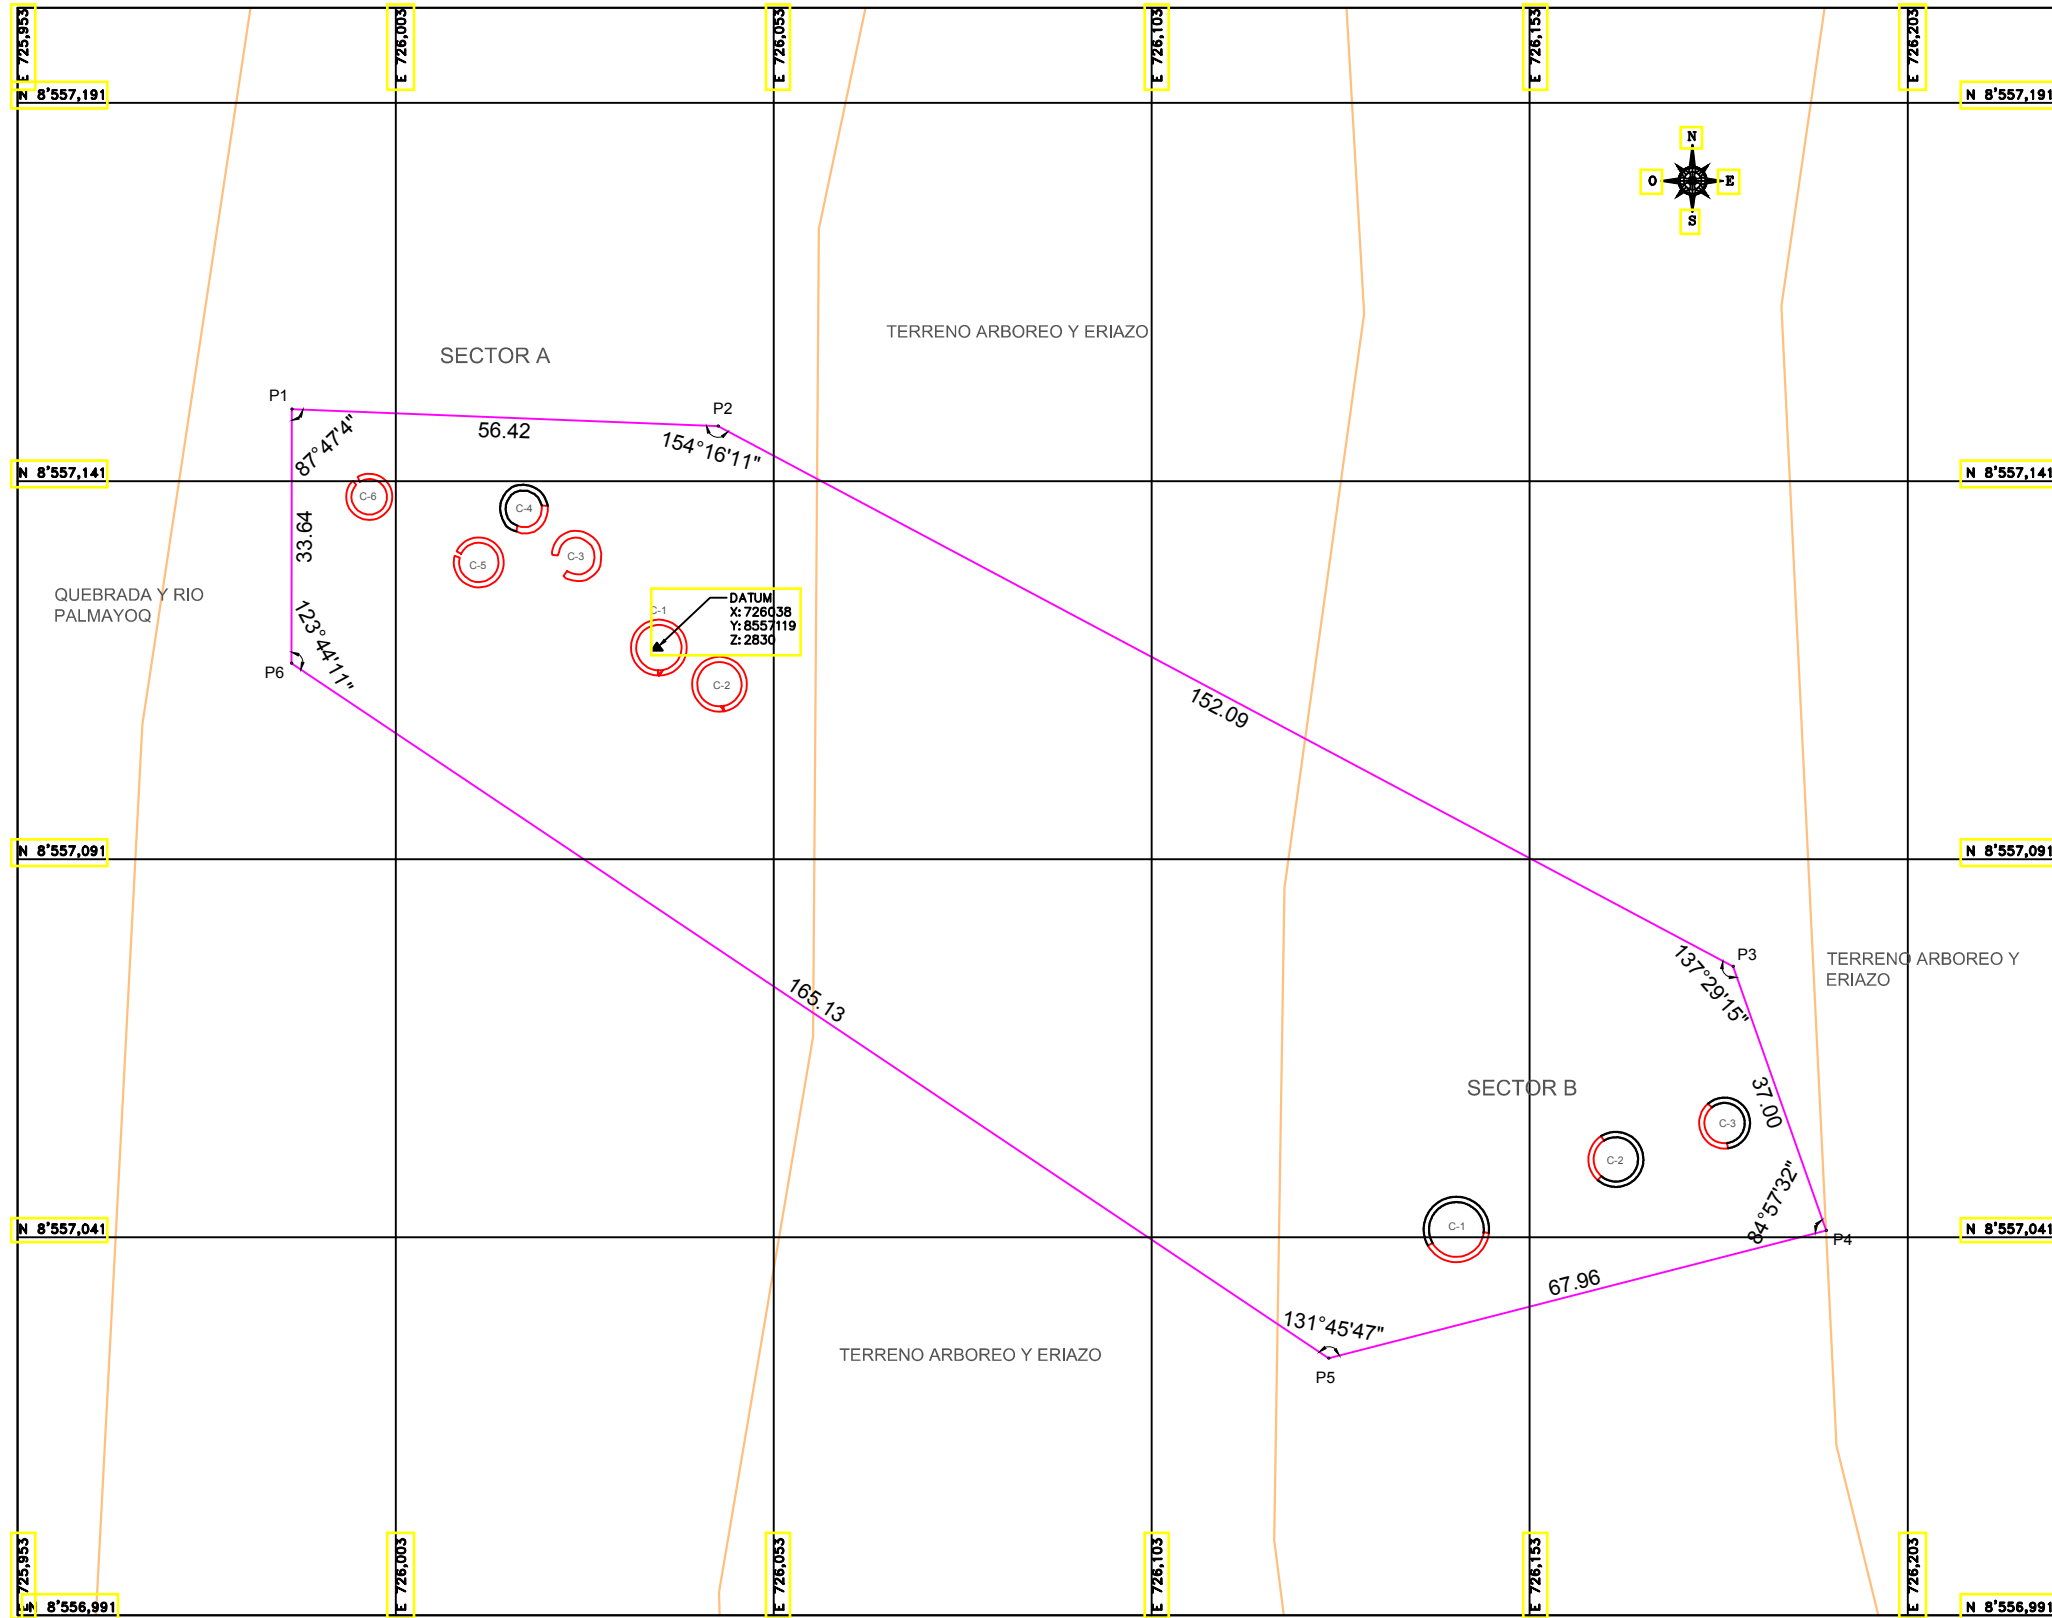 E 725,953
E 726,003
E 726,053
E 726,103
E 726,153
E 726,203
N 8'557,191
N 8'557,191
N
O
E
S
TERRENO ARBOREO Y ERIAZO
SECTOR A
P1
P2
87°47'4"
56.42
154°16'11"
N 8'557,141
N 8'557,141
C-6
C-4
33.64
C-3
C-5
QUEBRADA Y RIO
PALMAYOQ
C-1
DATUM
X: 726038
Y: 8557119
Z: 2830
123°44'11"
P6
C-2
152.09
N 8'557,091
N 8'557,091
P3
137°29'15"
TERRENO ARBOREO Y
ERIAZO
165.13
SECTOR B
37.00
C-3
C-2
84°57'32"
C-1
N 8'557,041
N 8'557,041
P4
67.96
131°45'47"
TERRENO ARBOREO Y ERIAZO
P5
E 725,953
E 726,003
E 726,053
E 726,103
E 726,153
E 726,203
N 8'556,991
N 8'556,991